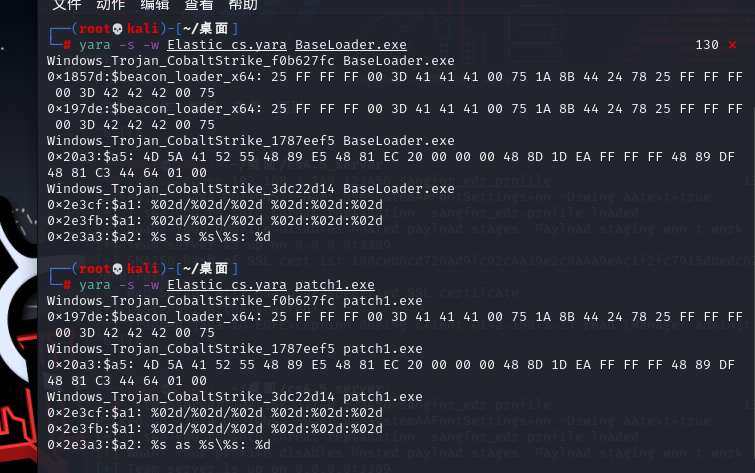 文件 动作 编辑 查看 帮助
┌──(root💀kali)-[~/桌面]
└─# yara -s -w Elastic_cs.yara BaseLoader.exe 130 ⨯
Windows_Trojan_CobaltStrike_f0b627fc BaseLoader.exe
0×1857d:$beacon_loader_x64: 25 FF FF FF 00 3D 41 41 41 00 75 1A 8B 44 24 78 25 FF FF FF
00 3D 42 42 42 00 75
0×197de:$beacon_loader_x64: 25 FF FF FF 00 3D 41 41 41 00 75 1A 8B 44 24 78 25 FF FF FF
00 3D 42 42 42 00 75
Windows_Trojan_CobaltStrike_1787eef5 BaseLoader.exe
0×20a3:$a5: 4D 5A 41 52 55 48 89 E5 48 81 EC 20 00 00 00 48 8D 1D EA FF FF FF 48 89 DF
48 81 C3 44 64 01 00
Windows_Trojan_CobaltStrike_3dc22d14 BaseLoader.exe
0×2e3cf:$a1: %02d/%02d/%02d %02d:%02d:%02d
0×2e3fb:$a1: %02d/%02d/%02d %02d:%02d:%02d
0×2e3a3:$a2: %s as %s\%s: %d
┌──(root💀kali)-[~/桌面]
└─# yara -s -w Elastic_cs.yara patch1.exe
Windows_Trojan_CobaltStrike_f0b627fc patch1.exe
0×197de:$beacon_loader_x64: 25 FF FF FF 00 3D 41 41 41 00 75 1A 8B 44 24 78 25 FF FF FF
00 3D 42 42 42 00 75
Windows_Trojan_CobaltStrike_1787eef5 patch1.exe
0×20a3:$a5: 4D 5A 41 52 55 48 89 E5 48 81 EC 20 00 00 00 48 8D 1D EA FF FF FF 48 89 DF
48 81 C3 44 64 01 00
Windows_Trojan_CobaltStrike_3dc22d14 patch1.exe
0×2e3cf:$a1: %02d/%02d/%02d %02d:%02d:%02d
0×2e3fb:$a1: %02d/%02d/%02d %02d:%02d:%02d
0×2e3a3:$a2: %s as %s\%s: %d